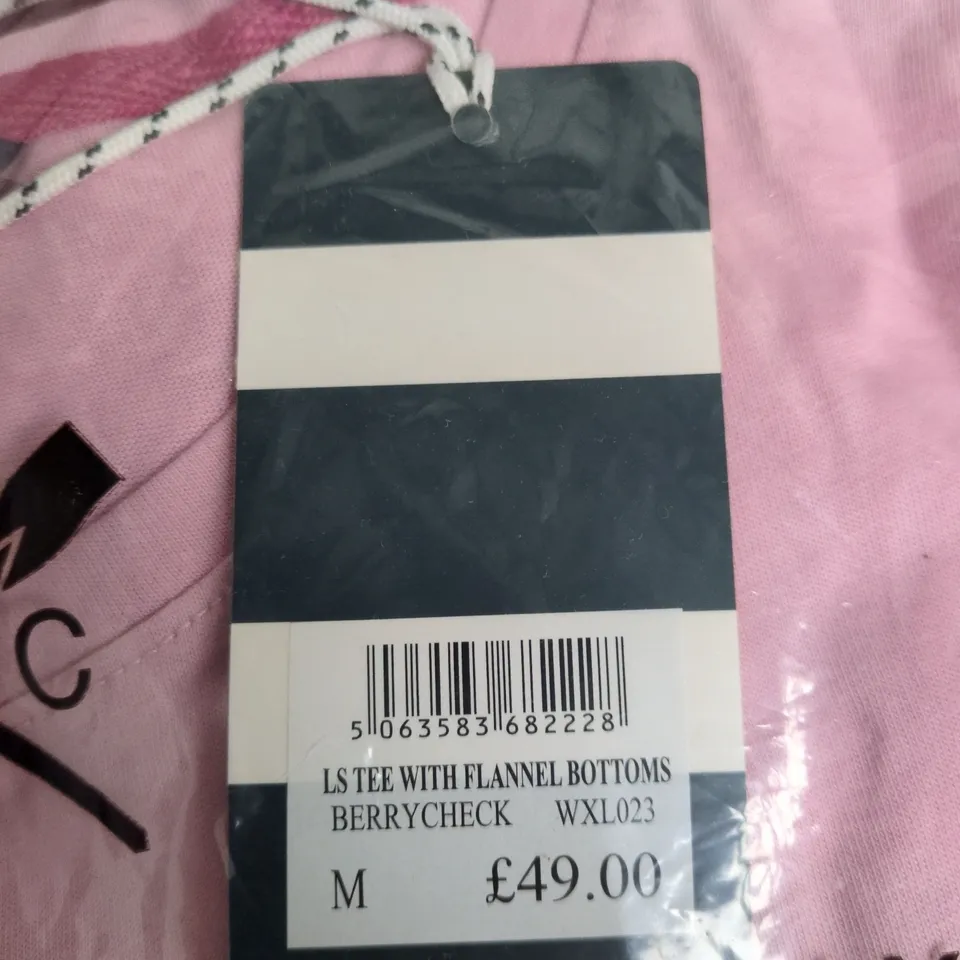 C
5 063583 682228
LS TEE WITH FLANNEL BOTTOMS
BERRYCHECK WXL023
M £49.00